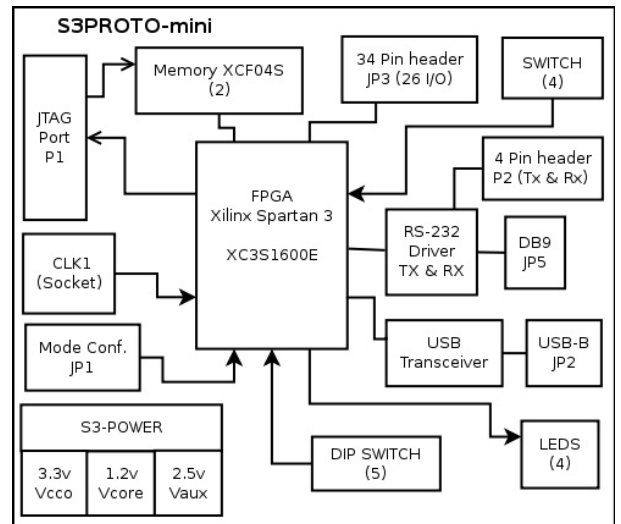 S3PROTO-mini
Memory XCF04S
(2)
34 Pin header
JP3 (26 I/O)
SWITCH
(4)
JTAG
Port
P1
4 Pin header
P2 (Tx & Rx)
FPGA
Xilinx Spartan 3
XC3S1600E
RS-232
Driver
TX & RX
DB9
JP5
CLK1
(Socket)
USB
Transceiver
USB-B
JP2
Mode Conf.
JP1
S3-POWER
3.3v
Vcco
1.2v
Vcore
2.5v
Vaux
DIP SWITCH
(5)
LEDS
(4)